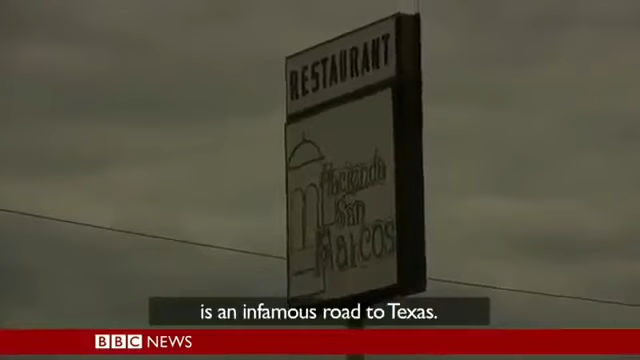 RESTAURANT
Hacienda
San
Marcos
is an infamous road to Texas.
BBC NEWS